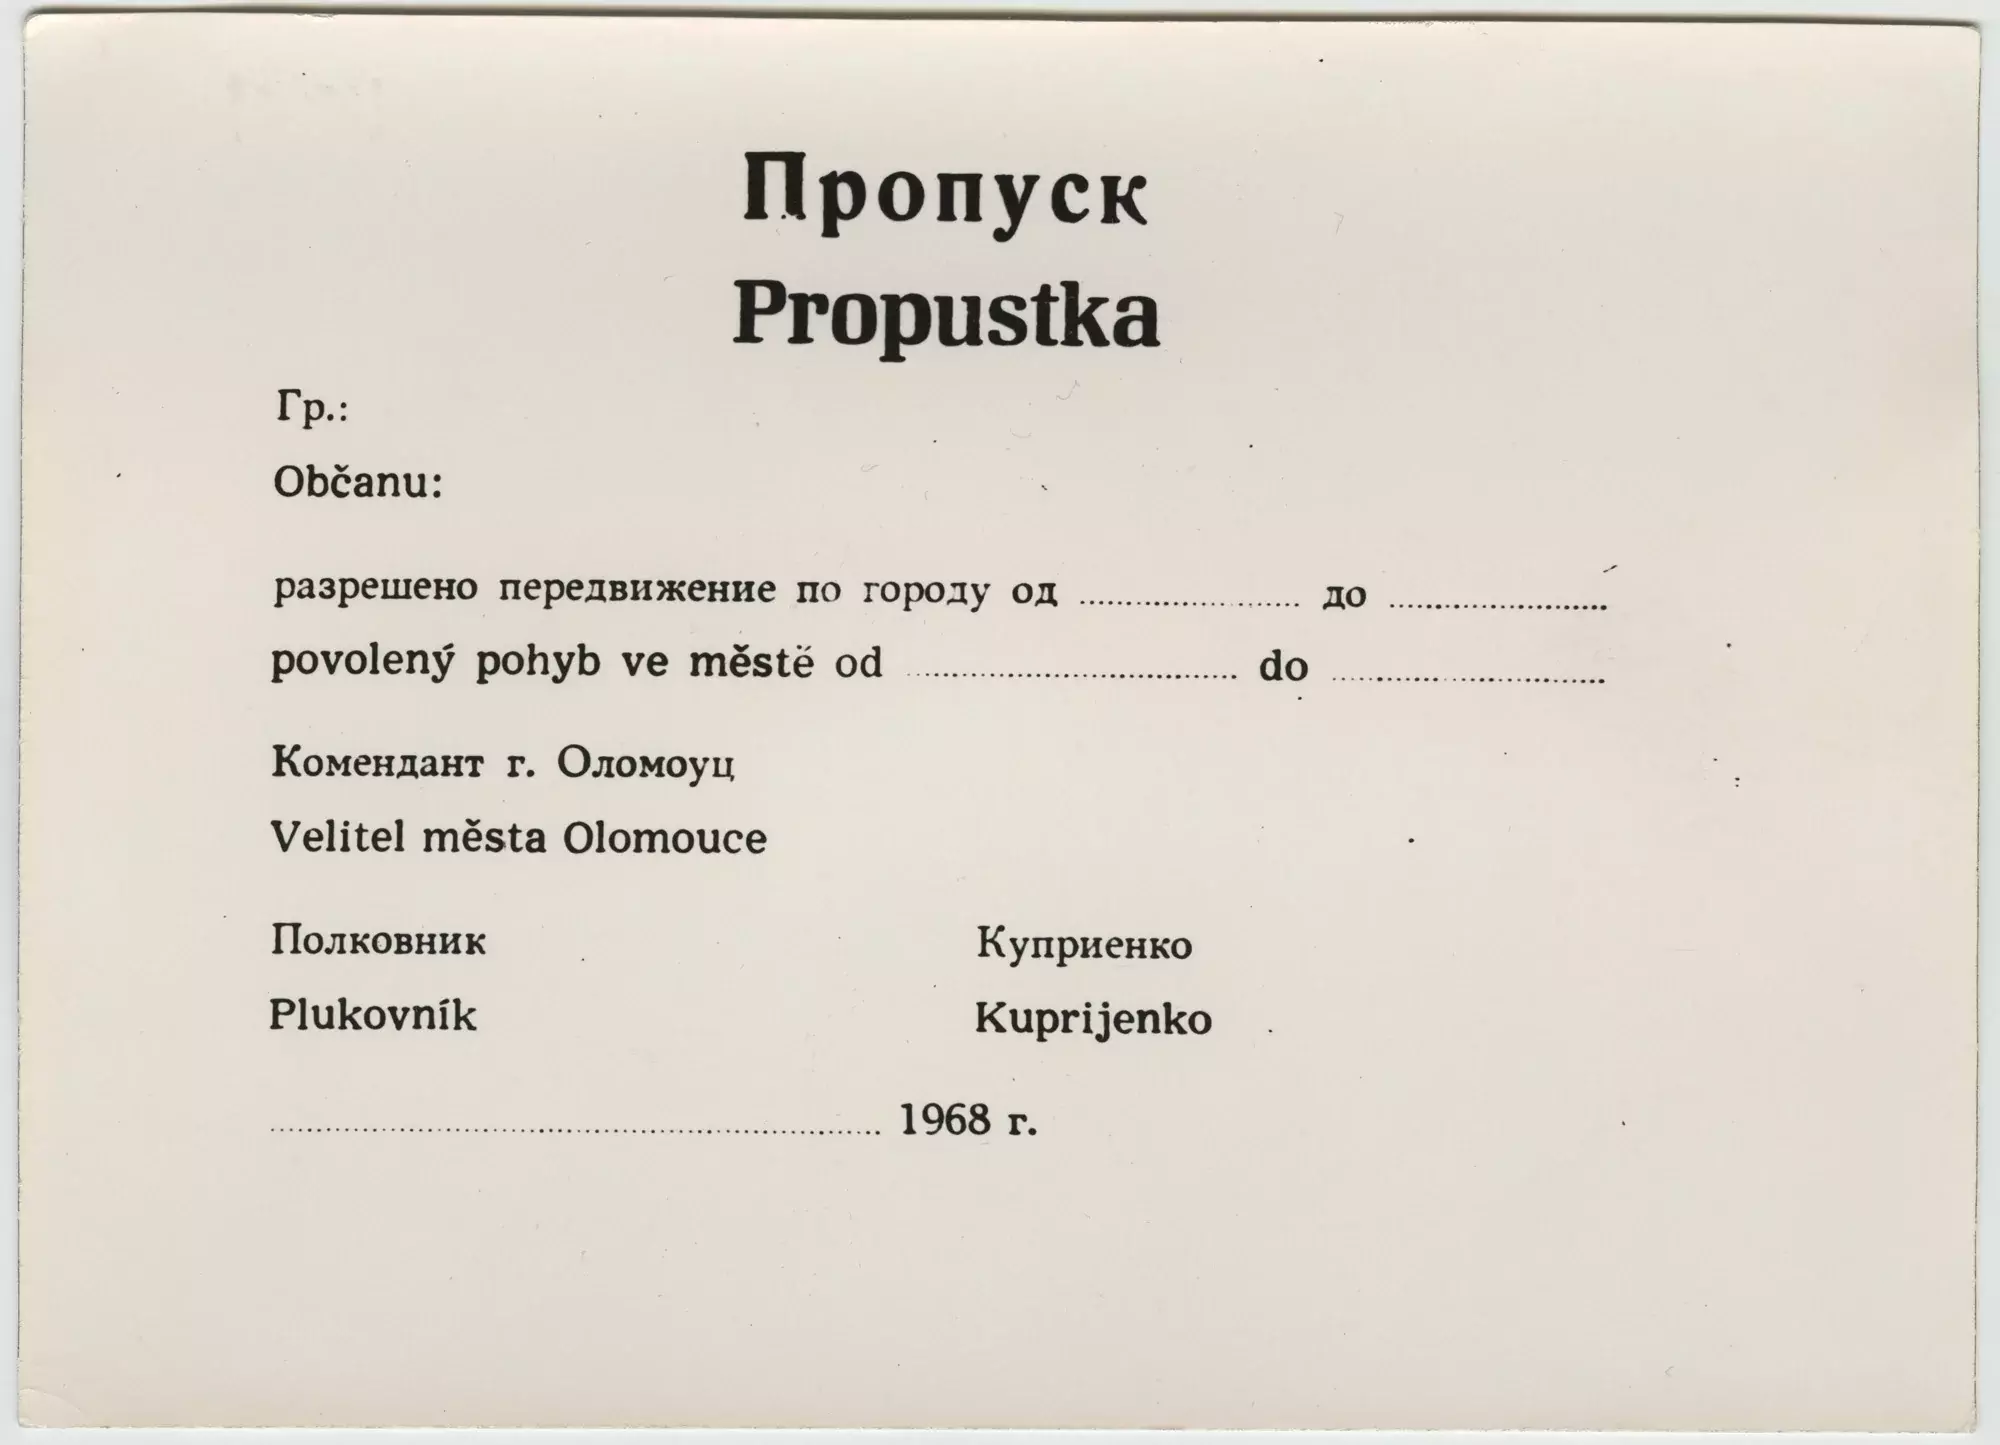 Пропуск
Propustka
Гр.:
Občanu:
разрешено передвижение по городу од ........................ до ........................
povolený pohyb ve městë od .................................... do ..............................
Комендант г. Оломоуц
Velitel města Olomouce
Полковник Куприенко
Plukovník Kuprijenko
.................................................................... 1968 г.